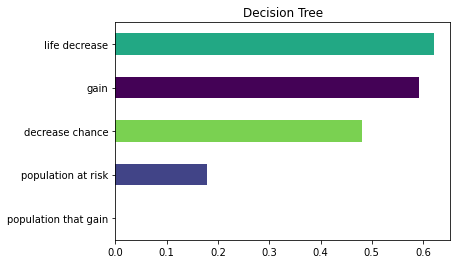 Decision Tree
life decrease
gain
decrease chance
population at risk
population that gain
0.0 0.1 0.2 0.3 0.4 0.5 0.6